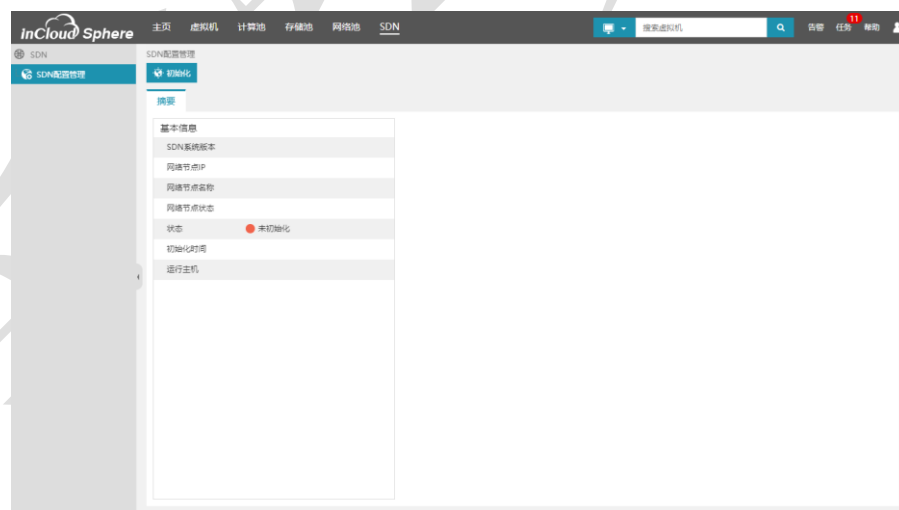 inCloud Sphere 主页 虚拟机 计算池 存储池 网络池 SDN 搜索虚拟机 告警 任务 11 帮助
SDN
SDN配置管理
SDN配置管理
初始化
摘要
基本信息
SDN系统版本
网络节点IP
网络节点名称
网络节点状态
状态 未初始化
初始化时间
运行主机